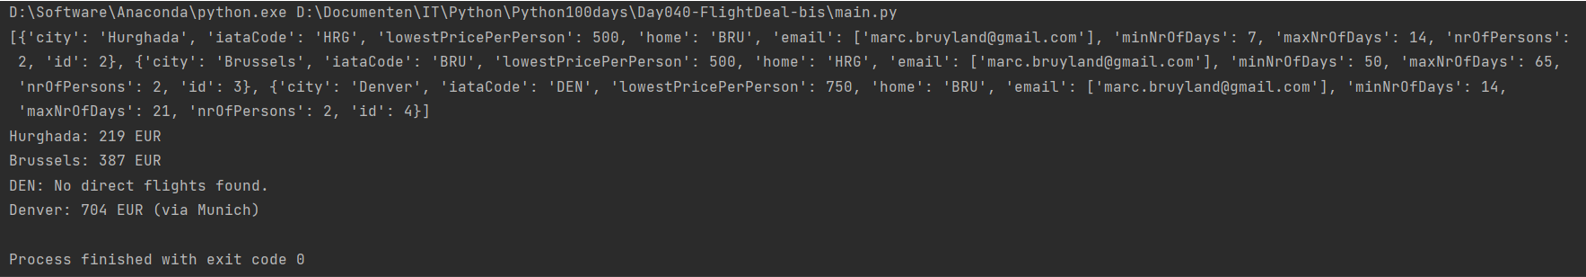 D:\Software\Anaconda\python.exe D:\Documenten\IT\Python\Python100days\Day040-FlightDeal-bis\main.py
[{'city': 'Hurghada', 'iataCode': 'HRG', 'lowestPricePerPerson': 500, 'home': 'BRU', 'email': ['marc.bruyland@gmail.com'], 'minNrOfDays': 7, 'maxNrOfDays': 14, 'nrOfPersons':
2, 'id': 2}, {'city': 'Brussels', 'iataCode': 'BRU', 'lowestPricePerPerson': 500, 'home': 'HRG', 'email': ['marc.bruyland@gmail.com'], 'minNrOfDays': 50, 'maxNrOfDays': 65,
'nrOfPersons': 2, 'id': 3}, {'city': 'Denver', 'iataCode': 'DEN', 'lowestPricePerPerson': 750, 'home': 'BRU', 'email': ['marc.bruyland@gmail.com'], 'minNrOfDays': 14,
'maxNrOfDays': 21, 'nrOfPersons': 2, 'id': 4}]
Hurghada: 219 EUR
Brussels: 387 EUR
DEN: No direct flights found.
Denver: 704 EUR (via Munich)
Process finished with exit code 0